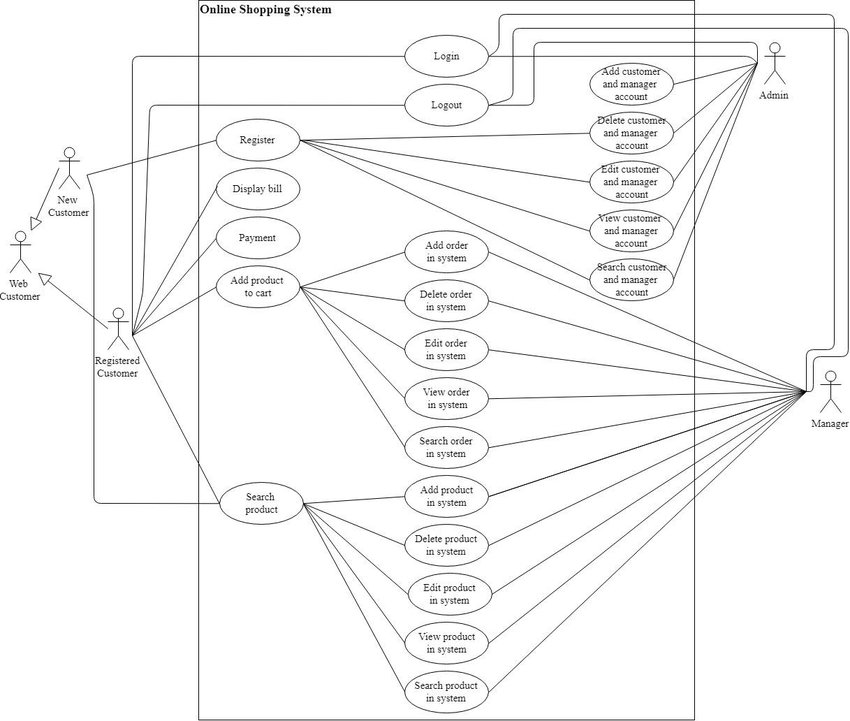 Online Shopping System
Login
Logout
Add customer
and manager
account
Admin
Register
Delete customer
and manager
account
New
Customer
Display bill
Edit customer
and manager
account
Payment
View customer
and manager
account
Web
Customer
Add product
to cart
Add order
in system
Search customer
and manager
account
Delete order
in system
Registered
Customer
Edit order
in system
View order
in system
Manager
Search order
in system
Search
product
Add product
in system
Delete product
in system
Edit product
in system
View product
in system
Search product
in system